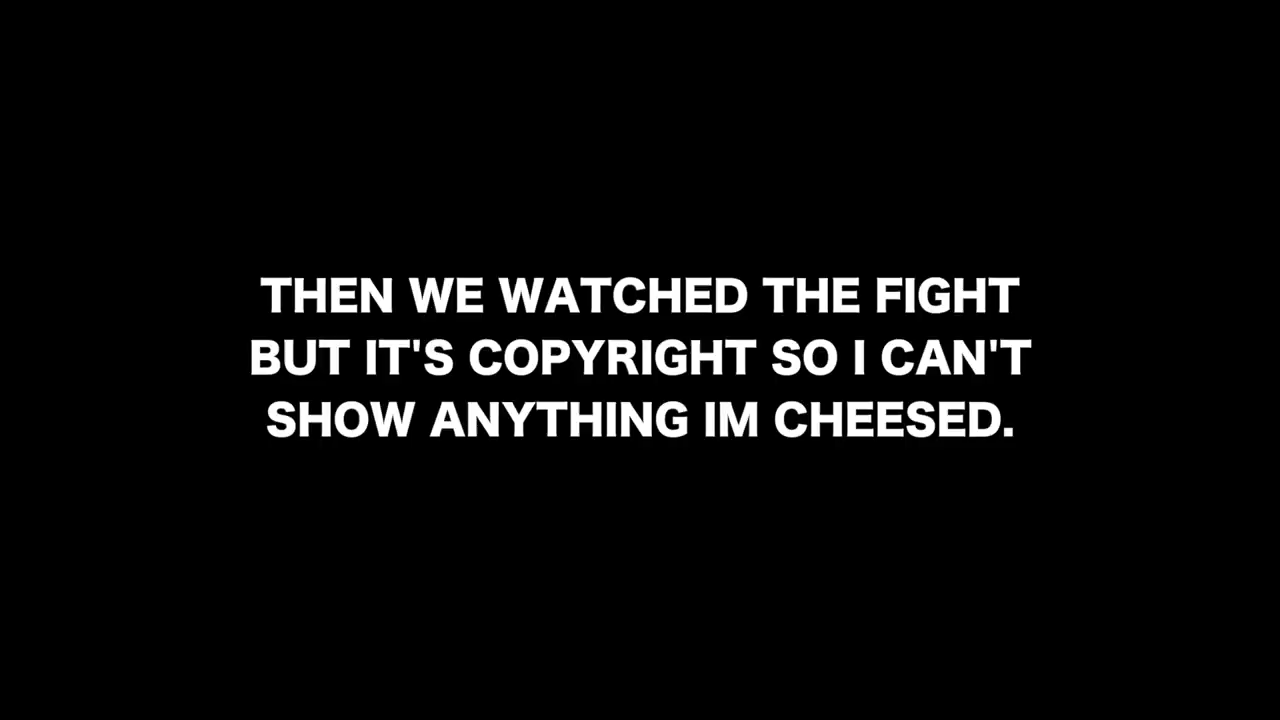 THEN WE WATCHED THE FIGHT
BUT IT'S COPYRIGHT SO I CAN'T
SHOW ANYTHING IM CHEESED.